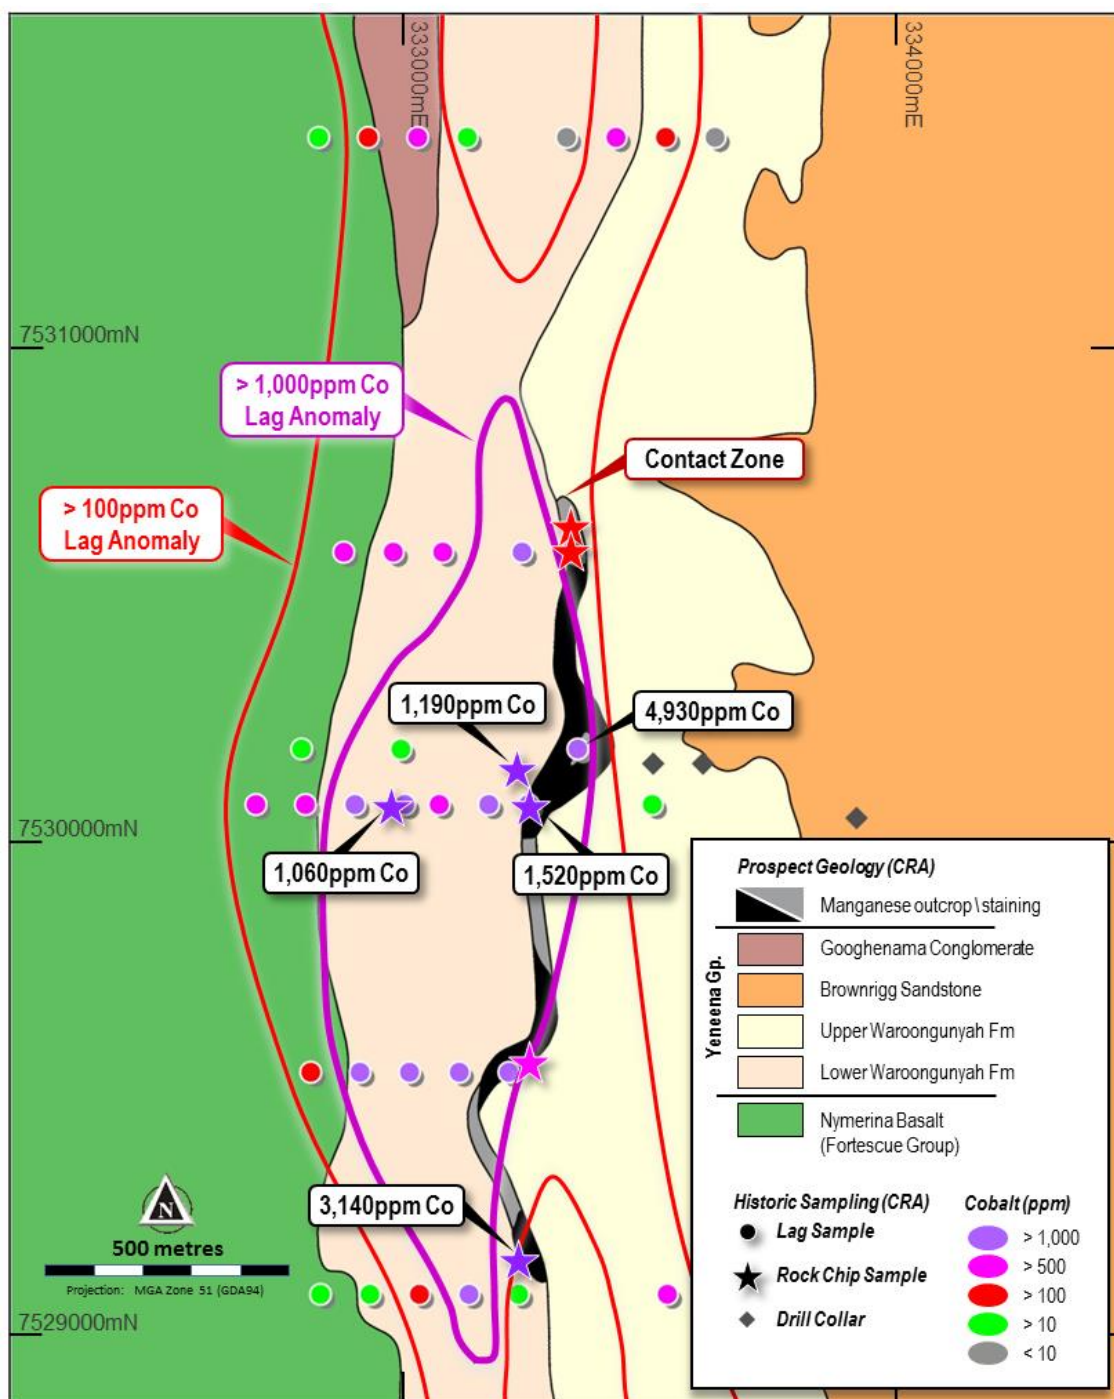 333000mE
334000mE
7531000mN
> 1,000ppm Co
Lag Anomaly
Contact Zone
> 100ppm Co
Lag Anomaly
1,190ppm Co
4,930ppm Co
7530000mN
1,060ppm Co
1,520ppm Co
3,140ppm Co
N
500 metres
Projection: MGA Zone 51 (GDA94)
7529000mN
Prospect Geology (CRA)
Manganese outcrop \ staining
Yeneena Gp.
Googhenama Conglomerate
Brownrigg Sandstone
Upper Waroongunyah Fm
Lower Waroongunyah Fm
Nymerina Basalt
(Fortescue Group)
Historic Sampling (CRA)
Lag Sample
Rock Chip Sample
Drill Collar
Cobalt (ppm)
> 1,000
> 500
> 100
> 10
< 10